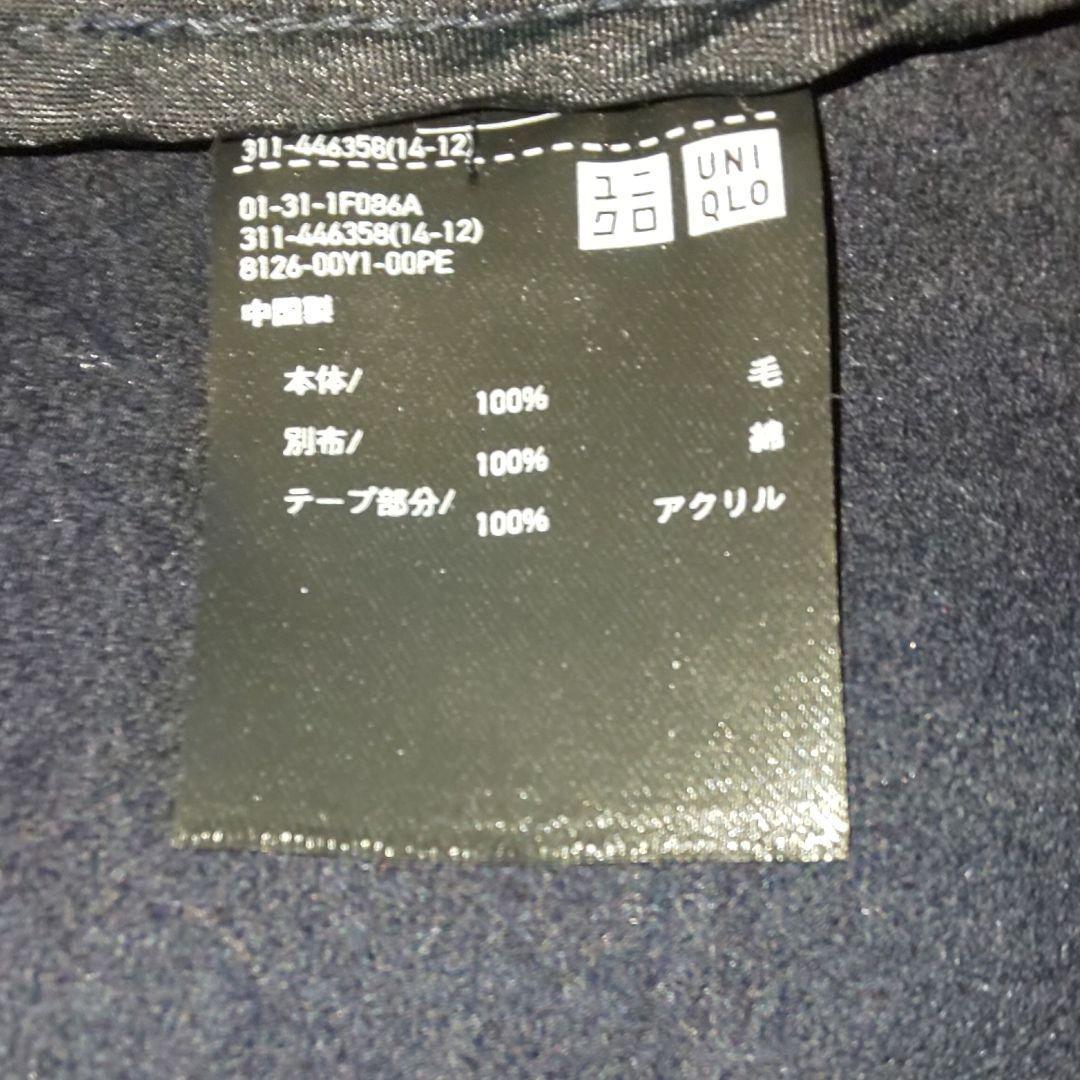 311-446358(14-12)
ユニ
クロ
UNI
QLO
01-31-1F086A
311-446358(14-12)
8126-00Y1-00PE
中国製
本体/ 100% 毛
別布/ 100% 綿
テープ部分/ 100% アクリル